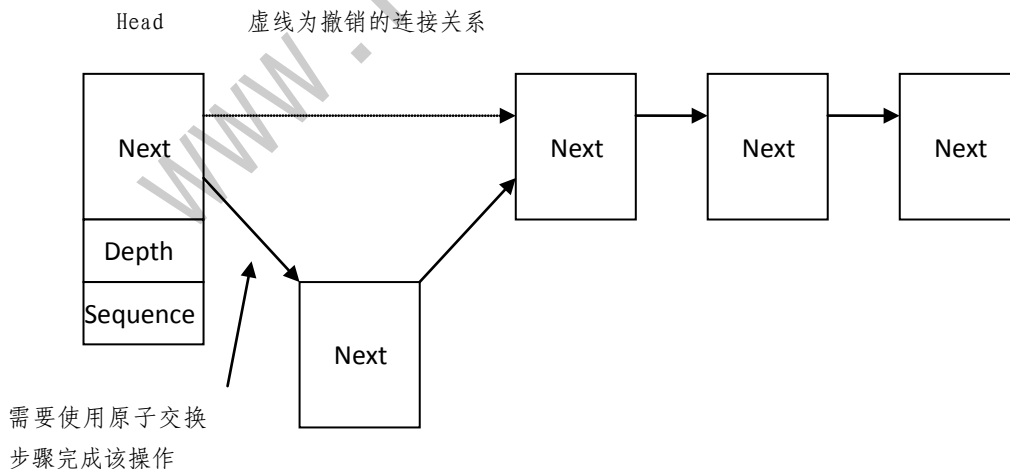 Head 虚线为撤销的连接关系
Next Next Next Next
Depth
Sequence
Next
需要使用原子交换
步骤完成该操作
www.